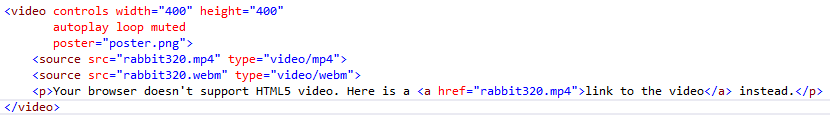 <video controls width="400" height="400"
autoplay loop muted
poster="poster.png">
<source src="rabbit320.mp4" type="video/mp4">
<source src="rabbit320.webm" type="video/webm">
<p>Your browser doesn't support HTML5 video. Here is a <a href="rabbit320.mp4">link to the video</a> instead.</p>
</video>